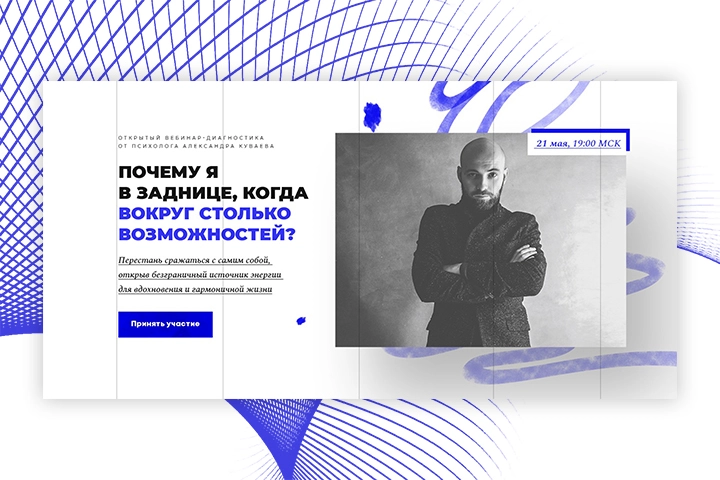 ОТКРЫТЫЙ ВЕБИНАР-ДИАГНОСТИКА
ОТ ПСИХОЛОГА АЛЕКСАНДРА КУВАЕВА
ПОЧЕМУ Я
В ЗАДНИЦЕ, КОГДА
ВОКРУГ СТОЛЬКО
ВОЗМОЖНОСТЕЙ?
Перестань сражаться с самим собой,
открыв безграничный источник энергии
для вдохновения и гармоничной жизни
Принять участие
21 мая, 19:00 МСК